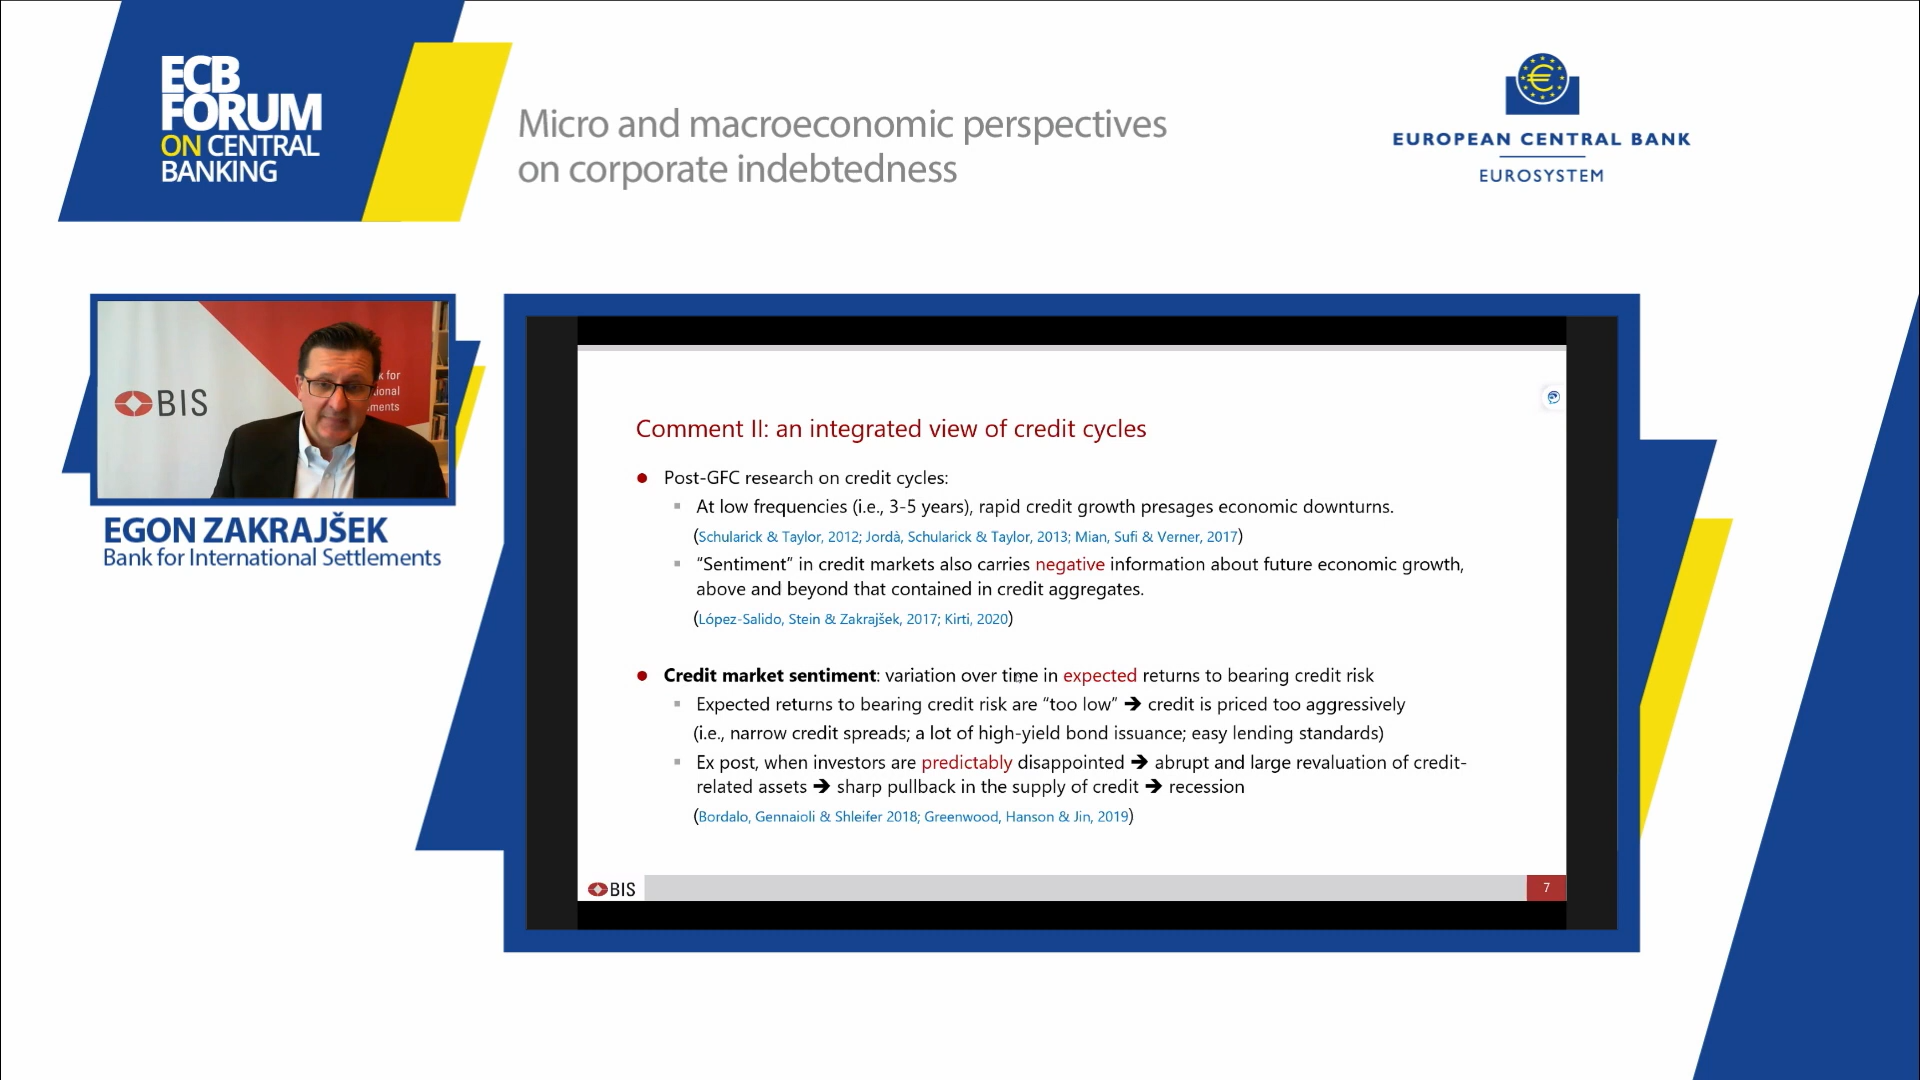 ECB
FORUM
ON CENTRAL
BANKING
Micro and macroeconomic perspectives
on corporate indebtedness
EUROPEAN CENTRAL BANK
EUROSYSTEM
BIS
EGON ZAKRAJŠEK
Bank for International Settlements
Comment II: an integrated view of credit cycles
● Post-GFC research on credit cycles:
▪ At low frequencies (i.e., 3-5 years), rapid credit growth presages economic downturns.
(Schularick & Taylor, 2012; Jordà, Schularick & Taylor, 2013; Mian, Sufi & Verner, 2017)
▪ “Sentiment” in credit markets also carries negative information about future economic growth,
above and beyond that contained in credit aggregates.
(López-Salido, Stein & Zakrajšek, 2017; Kirti, 2020)
● Credit market sentiment: variation over time in expected returns to bearing credit risk
▪ Expected returns to bearing credit risk are “too low” ➔ credit is priced too aggressively
(i.e., narrow credit spreads; a lot of high-yield bond issuance; easy lending standards)
▪ Ex post, when investors are predictably disappointed ➔ abrupt and large revaluation of credit-
related assets ➔ sharp pullback in the supply of credit ➔ recession
(Bordalo, Gennaioli & Shleifer 2018; Greenwood, Hanson & Jin, 2019)
BIS
7